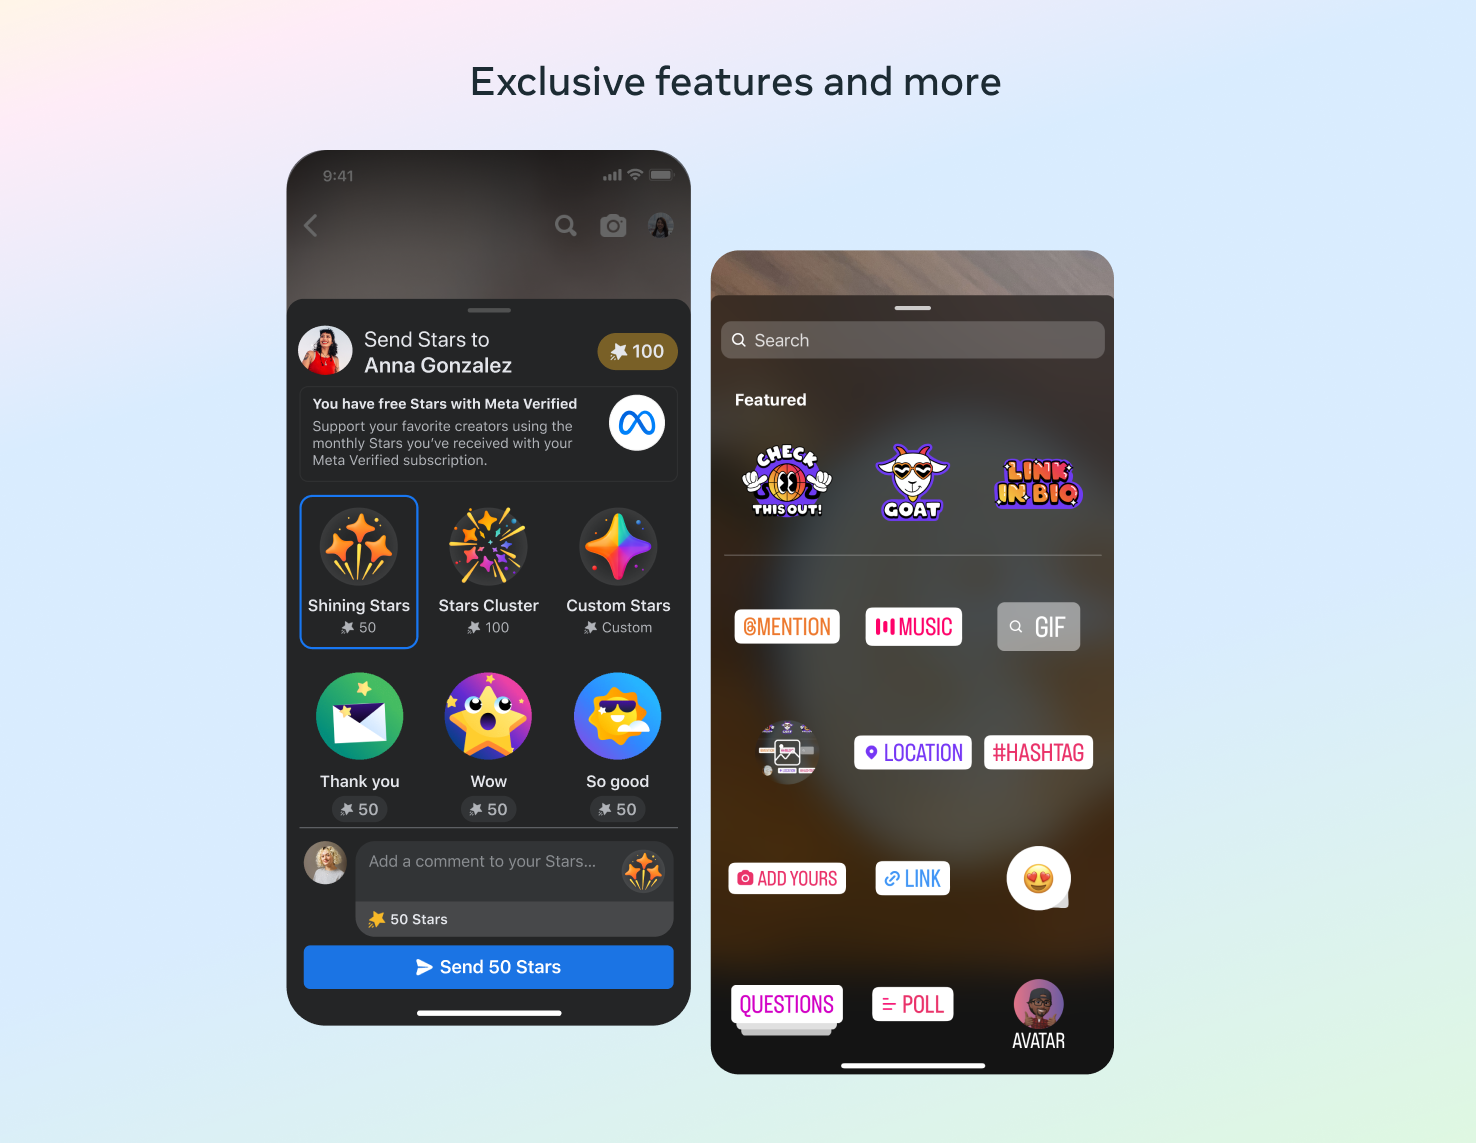 Exclusive features and more
9:41
Send Stars to
Anna Gonzalez
100
You have free Stars with Meta Verified
Support your favorite creators using the
monthly Stars you've received with your
Meta Verified subscription.
Shining Stars
50
Stars Cluster
100
Custom Stars
Custom
Thank you
50
Wow
50
So good
50
Add a comment to your Stars...
50 Stars
Send 50 Stars
Search
Featured
CHECK
THIS OUT!
GOAT
LINK
IN BIO
@MENTION
MUSIC
GIF
LOCATION
#HASHTAG
ADD YOURS
LINK
QUESTIONS
POLL
AVATAR